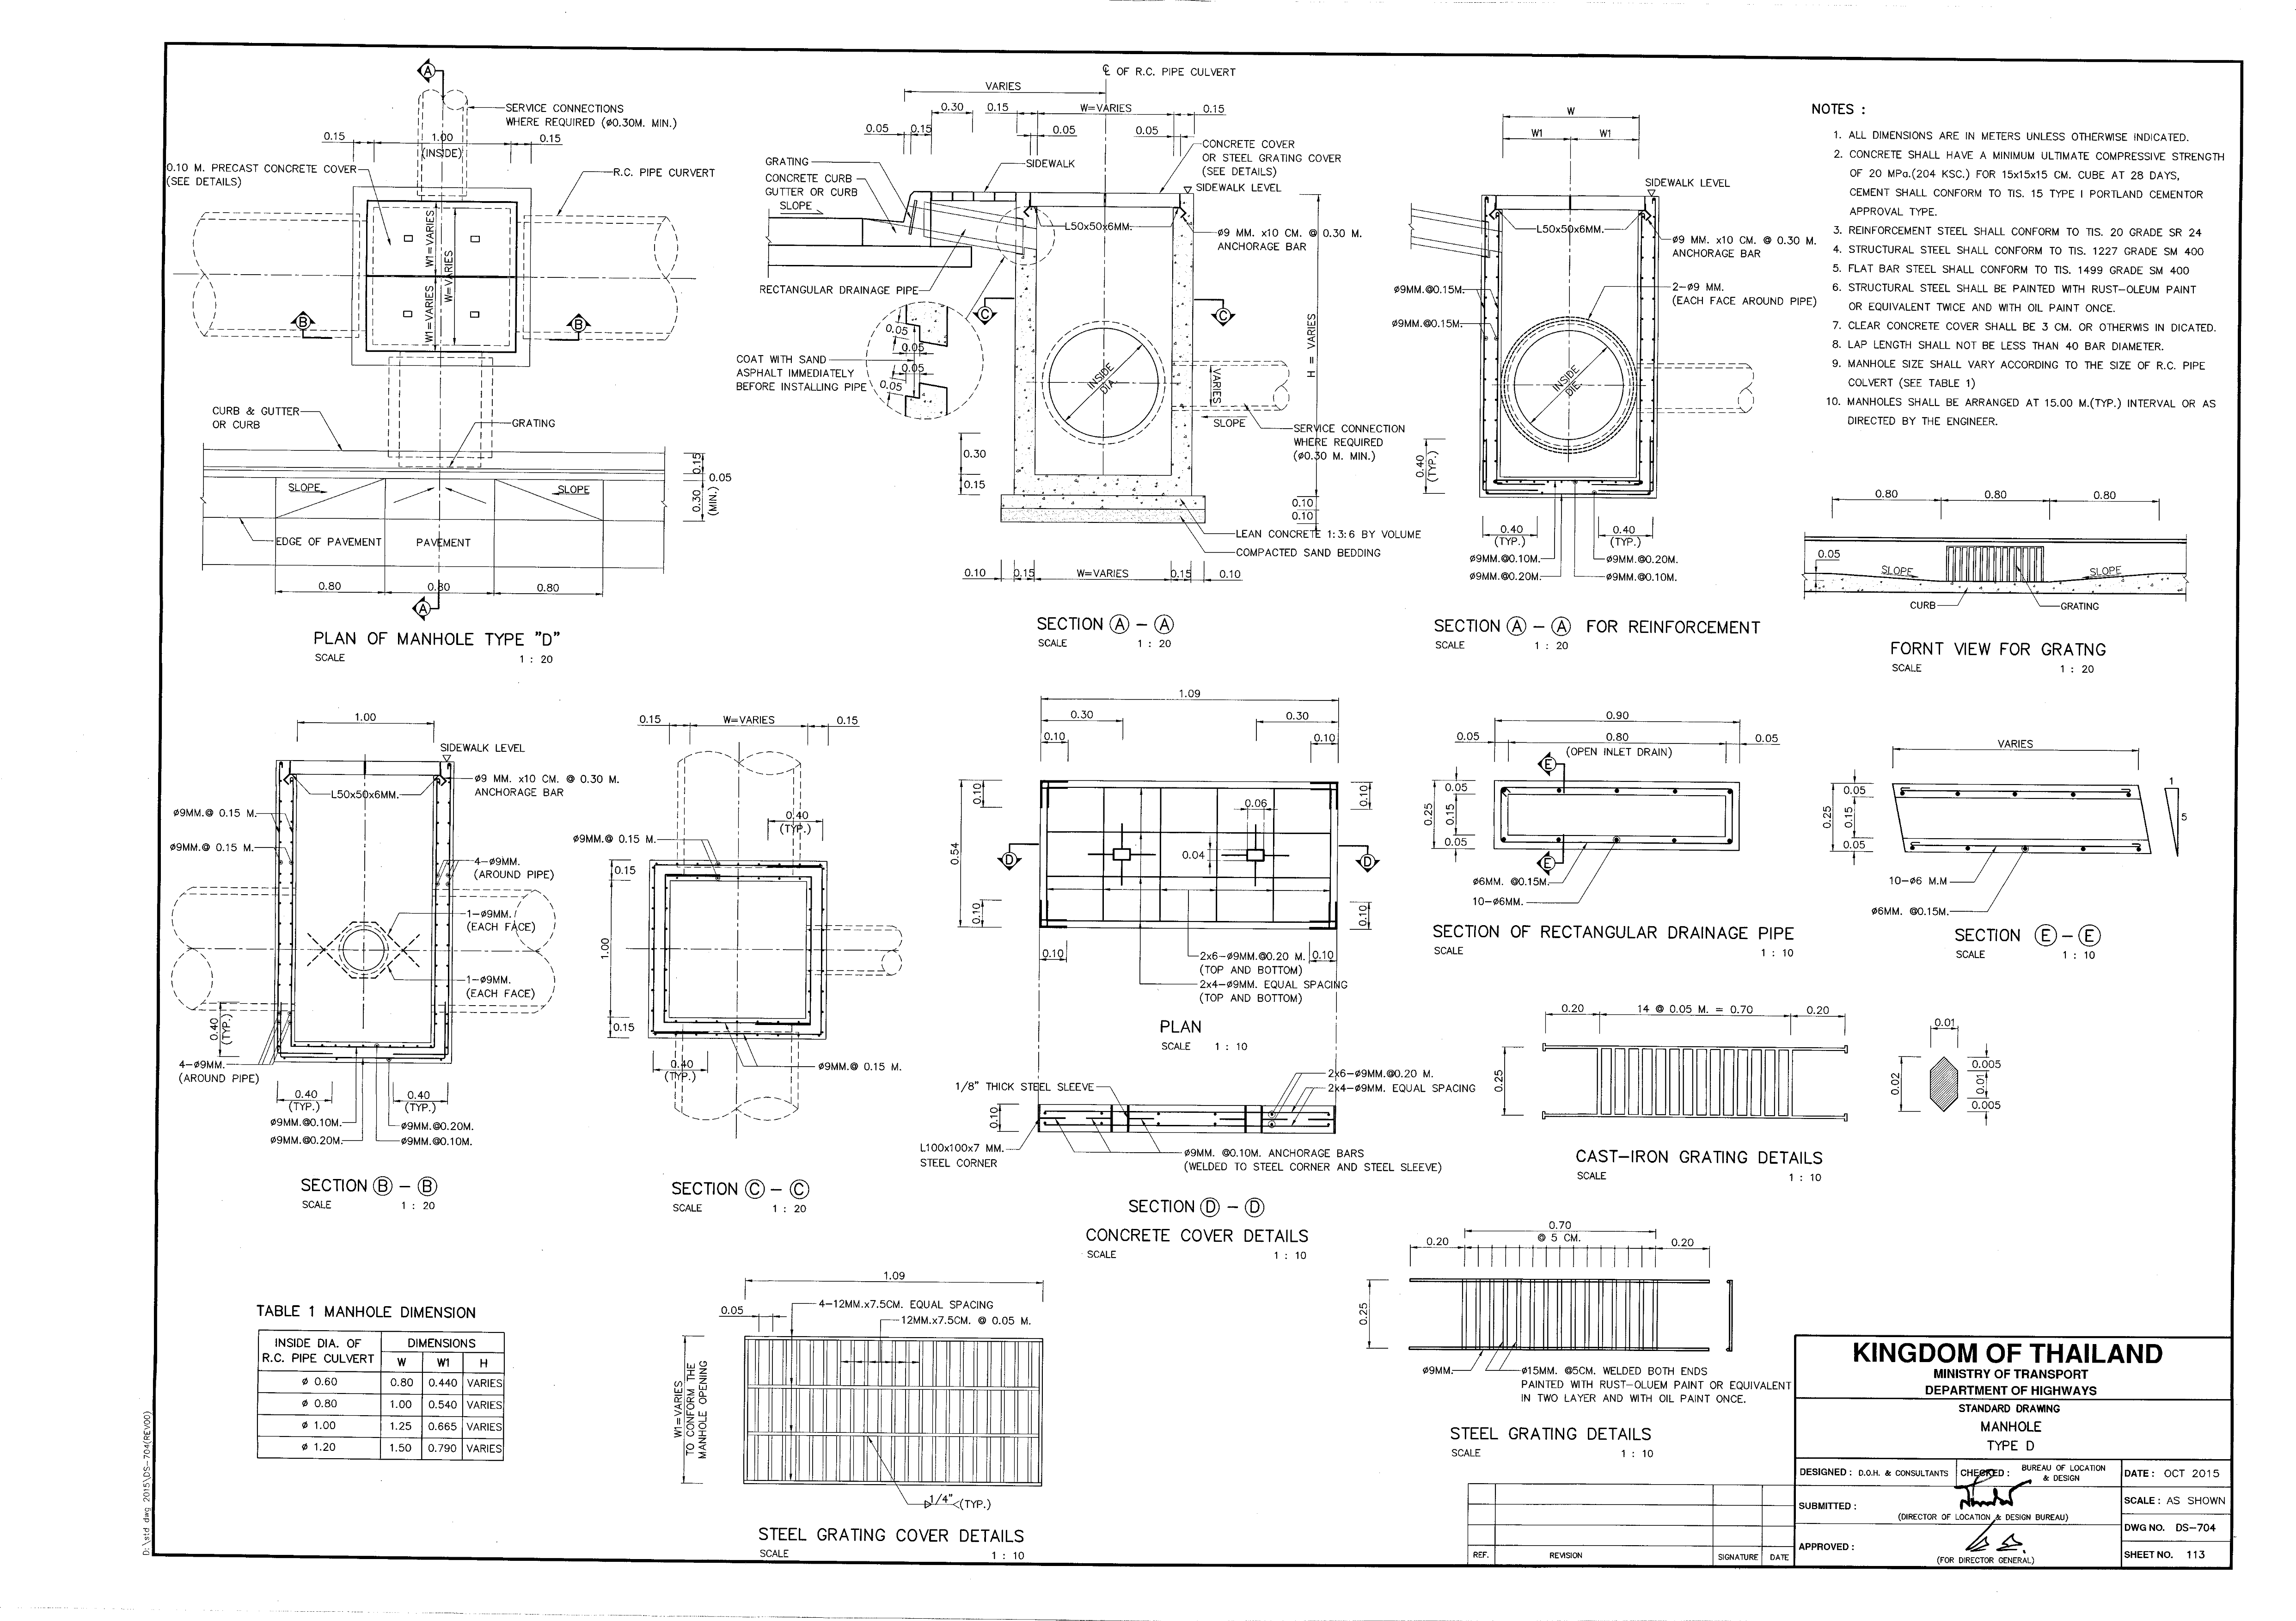 A
SERVICE CONNECTIONS
WHERE REQUIRED (ø0.30M. MIN.)
0.15
1.00
(INSIDE)
0.15
0.10 M. PRECAST CONCRETE COVER
(SEE DETAILS)
R.C. PIPE CURVERT
W1=VARIES
W=VARIES
W1=VARIES
B
B
CURB & GUTTER
OR CURB
GRATING
0.15
0.05
0.30
(MIN.)
SLOPE
SLOPE
EDGE OF PAVEMENT
PAVEMENT
0.80
0.80
0.80
A
PLAN OF MANHOLE TYPE "D"
SCALE 1 : 20
℄ OF R.C. PIPE CULVERT
VARIES
0.30
0.15
W=VARIES
0.15
0.05
0.15
0.05
0.05
CONCRETE COVER
OR STEEL GRATING COVER
(SEE DETAILS)
SIDEWALK LEVEL
GRATING
CONCRETE CURB
GUTTER OR CURB
SLOPE
SIDEWALK
L50x50x6MM.
ø9 MM. x10 CM. @ 0.30 M.
ANCHORAGE BAR
RECTANGULAR DRAINAGE PIPE
C
C
H = VARIES
0.05
0.05
0.05
0.05
COAT WITH SAND
ASPHALT IMMEDIATELY
BEFORE INSTALLING PIPE
INSIDE
DIA.
VARIES
SLOPE
SERVICE CONNECTION
WHERE REQUIRED
(ø0.30 M. MIN.)
0.30
0.15
0.10
0.10
LEAN CONCRETE 1:3:6 BY VOLUME
COMPACTED SAND BEDDING
0.10
0.15
W=VARIES
0.15
0.10
SECTION A – A
SCALE 1 : 20
W
W1
W1
SIDEWALK LEVEL
L50x50x6MM.
ø9 MM. x10 CM. @ 0.30 M.
ANCHORAGE BAR
ø9MM.@0.15M.
ø9MM.@0.15M.
2–ø9 MM.
(EACH FACE AROUND PIPE)
INSIDE
DIE.
0.40
(TYP.)
0.40
(TYP.)
0.40
(TYP.)
ø9MM.@0.10M.
ø9MM.@0.20M.
ø9MM.@0.20M.
ø9MM.@0.10M.
SECTION A – A FOR REINFORCEMENT
SCALE 1 : 20
NOTES :
1. ALL DIMENSIONS ARE IN METERS UNLESS OTHERWISE INDICATED.
2. CONCRETE SHALL HAVE A MINIMUM ULTIMATE COMPRESSIVE STRENGTH
OF 20 MPa.(204 KSC.) FOR 15x15x15 CM. CUBE AT 28 DAYS,
CEMENT SHALL CONFORM TO TIS. 15 TYPE I PORTLAND CEMENTOR
APPROVAL TYPE.
3. REINFORCEMENT STEEL SHALL CONFORM TO TIS. 20 GRADE SR 24
4. STRUCTURAL STEEL SHALL CONFORM TO TIS. 1227 GRADE SM 400
5. FLAT BAR STEEL SHALL CONFORM TO TIS. 1499 GRADE SM 400
6. STRUCTURAL STEEL SHALL BE PAINTED WITH RUST–OLEUM PAINT
OR EQUIVALENT TWICE AND WITH OIL PAINT ONCE.
7. CLEAR CONCRETE COVER SHALL BE 3 CM. OR OTHERWIS IN DICATED.
8. LAP LENGTH SHALL NOT BE LESS THAN 40 BAR DIAMETER.
9. MANHOLE SIZE SHALL VARY ACCORDING TO THE SIZE OF R.C. PIPE
COLVERT (SEE TABLE 1)
10. MANHOLES SHALL BE ARRANGED AT 15.00 M.(TYP.) INTERVAL OR AS
DIRECTED BY THE ENGINEER.
0.80
0.80
0.80
0.05
SLOPE
SLOPE
CURB
GRATING
FORNT VIEW FOR GRATNG
SCALE 1 : 20
1.00
SIDEWALK LEVEL
ø9 MM. x10 CM. @ 0.30 M.
ANCHORAGE BAR
L50x50x6MM.
ø9MM.@ 0.15 M.
ø9MM.@ 0.15 M.
4–ø9MM.
(AROUND PIPE)
1–ø9MM.
(EACH FACE)
1–ø9MM.
(EACH FACE)
0.40
(TYP.)
4–ø9MM.
(AROUND PIPE)
0.40
(TYP.)
0.40
(TYP.)
ø9MM.@0.10M.
ø9MM.@0.20M.
ø9MM.@0.20M.
ø9MM.@0.10M.
SECTION B – B
SCALE 1 : 20
0.15
W=VARIES
0.15
0.40
(TYP.)
ø9MM.@ 0.15 M.
0.15
1.00
0.15
0.40
(TYP.)
ø9MM.@ 0.15 M.
SECTION C – C
SCALE 1 : 20
1.09
0.30
0.30
0.10
0.10
0.10
0.10
0.54
0.06
0.04
D
D
0.10
0.10
0.10
0.10
2x6–ø9MM.@0.20 M.
(TOP AND BOTTOM)
2x4–ø9MM. EQUAL SPACING
(TOP AND BOTTOM)
PLAN
SCALE 1 : 10
1/8" THICK STEEL SLEEVE
2x6–ø9MM.@0.20 M.
2x4–ø9MM. EQUAL SPACING
0.10
L100x100x7 MM.
STEEL CORNER
ø9MM. @0.10M. ANCHORAGE BARS
(WELDED TO STEEL CORNER AND STEEL SLEEVE)
SECTION D – D
CONCRETE COVER DETAILS
SCALE 1 : 10
0.90
0.05
0.80
0.05
(OPEN INLET DRAIN)
E
0.25
0.05
0.15
0.05
E
ø6MM. @0.15M.
10–ø6MM.
SECTION OF RECTANGULAR DRAINAGE PIPE
SCALE 1 : 10
VARIES
0.25
0.05
0.15
0.05
1
5
10–ø6 M.M
ø6MM. @0.15M.
SECTION E – E
SCALE 1 : 10
0.20
14 @ 0.05 M. = 0.70
0.20
0.25
0.01
0.02
0.005
0.01
0.005
CAST–IRON GRATING DETAILS
SCALE 1 : 10
TABLE 1 MANHOLE DIMENSION
INSIDE DIA. OF
R.C. PIPE CULVERT
DIMENSIONS
W W1 H
ø 0.60 0.80 0.440 VARIES
ø 0.80 1.00 0.540 VARIES
ø 1.00 1.25 0.665 VARIES
ø 1.20 1.50 0.790 VARIES
1.09
0.05
4–12MM.x7.5CM. EQUAL SPACING
12MM.x7.5CM. @ 0.05 M.
W1=VARIES
TO CONFORM THE
MANHOLE OPENING
1/4" (TYP.)
STEEL GRATING COVER DETAILS
SCALE 1 : 10
0.20
0.70
@ 5 CM.
0.20
0.25
ø9MM.
ø15MM. @5CM. WELDED BOTH ENDS
PAINTED WITH RUST–OLUEM PAINT OR EQUIVALENT
IN TWO LAYER AND WITH OIL PAINT ONCE.
STEEL GRATING DETAILS
SCALE 1 : 10
REF. REVISION SIGNATURE DATE
KINGDOM OF THAILAND
MINISTRY OF TRANSPORT
DEPARTMENT OF HIGHWAYS
STANDARD DRAWING
MANHOLE
TYPE D
DESIGNED : D.O.H. & CONSULTANTS
CHECKED : BUREAU OF LOCATION
& DESIGN
DATE : OCT 2015
SUBMITTED :
(DIRECTOR OF LOCATION & DESIGN BUREAU)
SCALE : AS SHOWN
DWG NO. DS–704
APPROVED :
(FOR DIRECTOR GENERAL)
SHEET NO. 113
D:\std dwg 2015\DS-704(REV00)